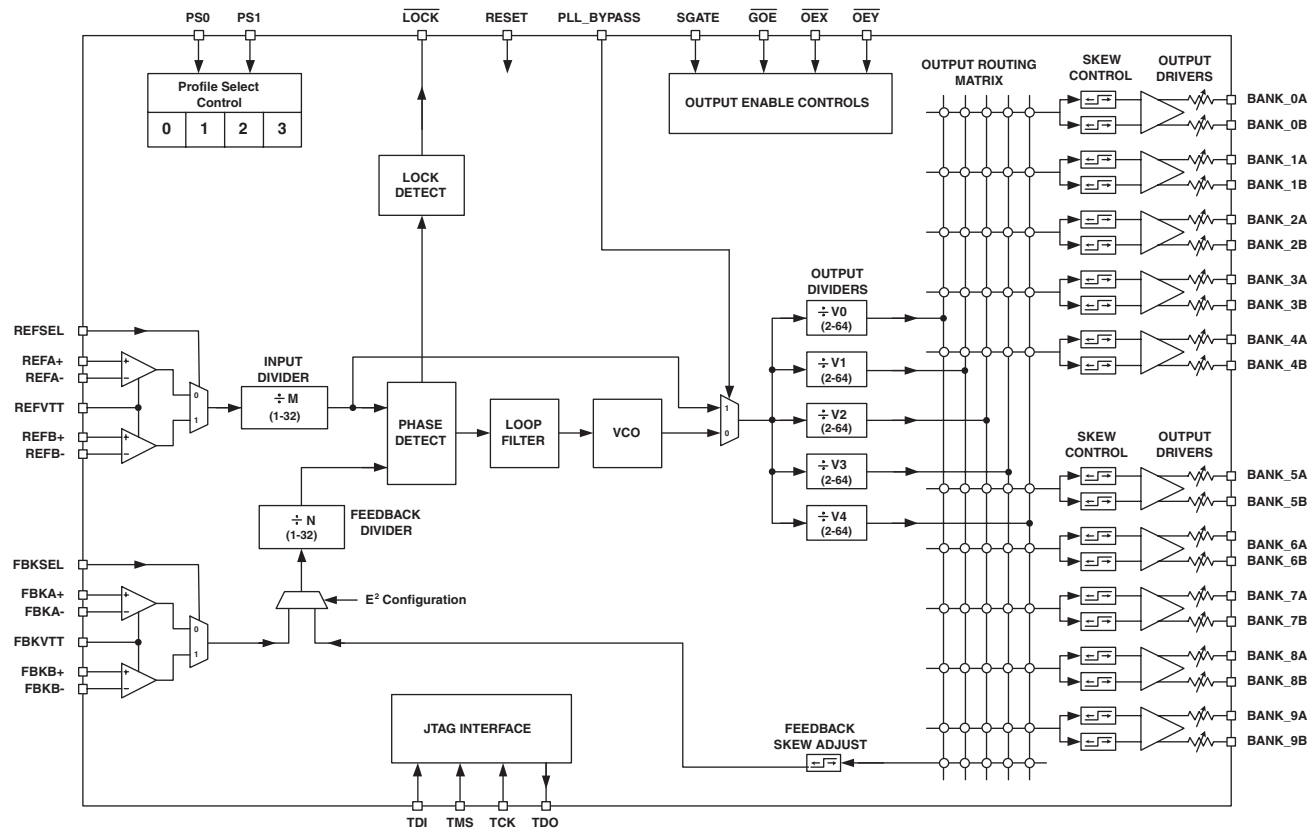 PS0 PS1 LOCK RESET PLL_BYPASS SGATE GOE OEX OEY
Profile Select
Control
0 1 2 3
OUTPUT ENABLE CONTROLS
OUTPUT ROUTING
MATRIX
SKEW
CONTROL
OUTPUT
DRIVERS
BANK_0A
BANK_0B
BANK_1A
BANK_1B
BANK_2A
BANK_2B
BANK_3A
BANK_3B
BANK_4A
BANK_4B
LOCK
DETECT
OUTPUT
DIVIDERS
÷ V0
(2-64)
÷ V1
(2-64)
÷ V2
(2-64)
÷ V3
(2-64)
÷ V4
(2-64)
REFSEL
REFA+
REFA-
REFVTT
REFB+
REFB-
+
−
+
−
0
1
INPUT
DIVIDER
÷ M
(1-32)
PHASE
DETECT
LOOP
FILTER
VCO
1
0
÷ N
(1-32)
FEEDBACK
DIVIDER
SKEW
CONTROL
OUTPUT
DRIVERS
BANK_5A
BANK_5B
BANK_6A
BANK_6B
BANK_7A
BANK_7B
BANK_8A
BANK_8B
BANK_9A
BANK_9B
FBKSEL
FBKA+
FBKA-
FBKVTT
FBKB+
FBKB-
+
−
+
−
0
1
E² Configuration
JTAG INTERFACE
FEEDBACK
SKEW ADJUST
TDI TMS TCK TDO